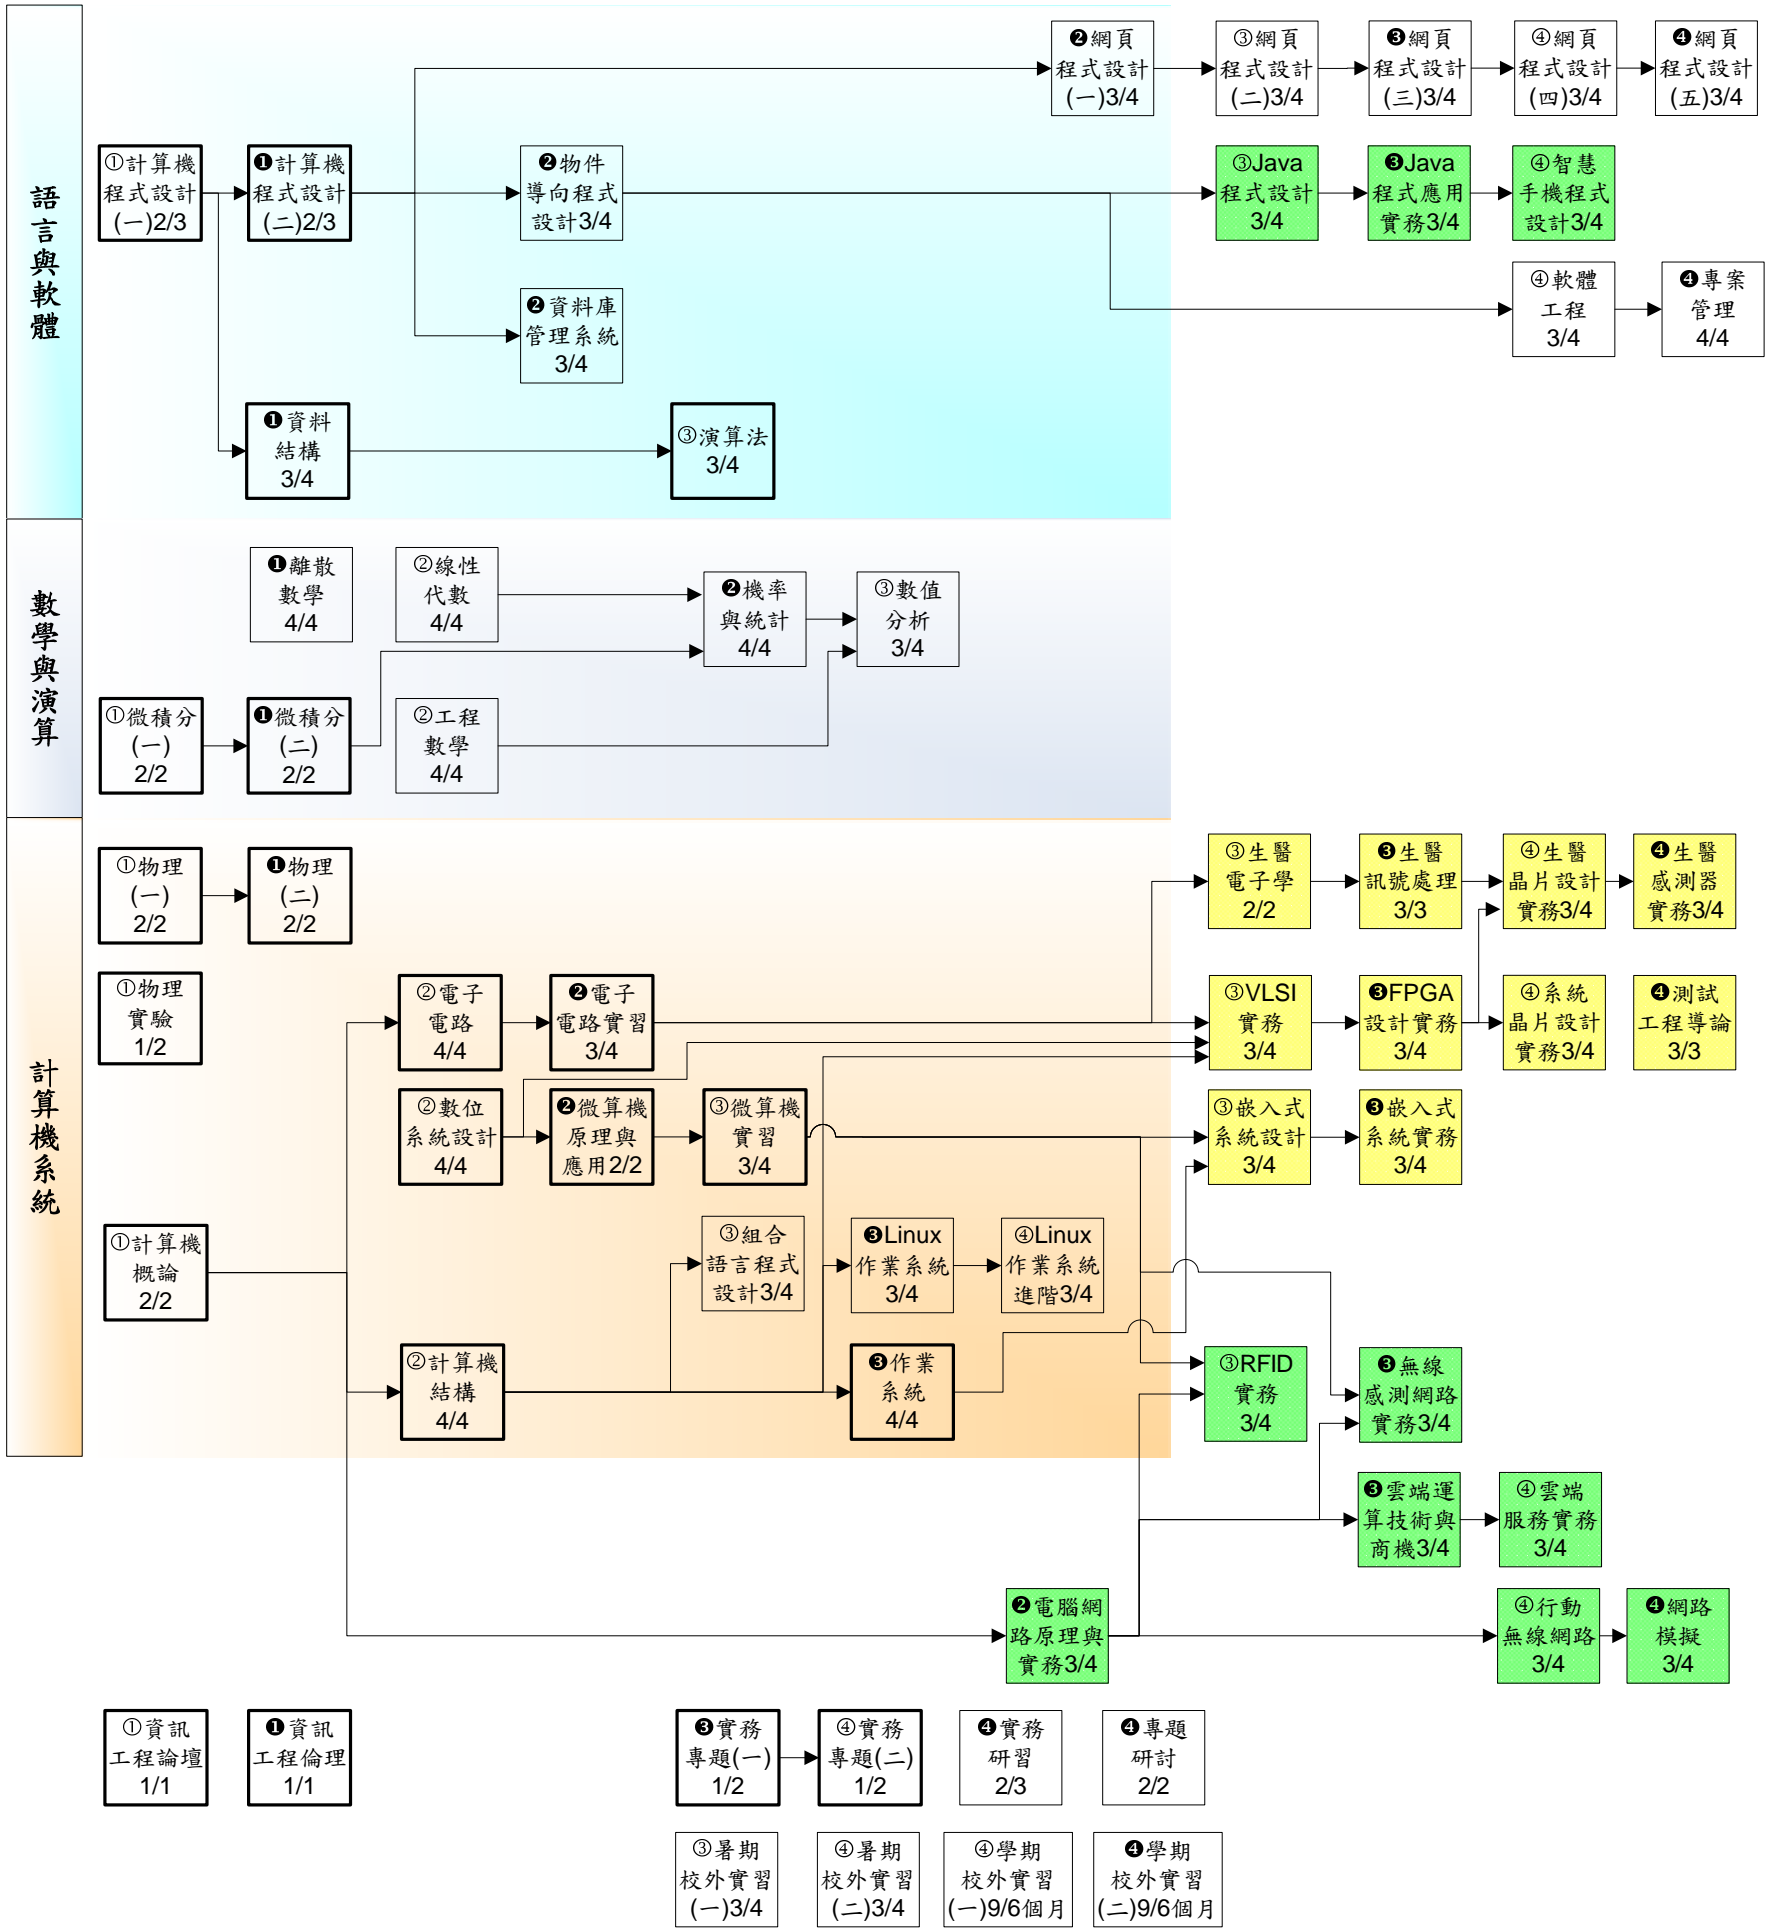 語言與軟體
❷網頁
程式設計
(一)3/4
③網頁
程式設計
(二)3/4
❸網頁
程式設計
(三)3/4
④網頁
程式設計
(四)3/4
❹網頁
程式設計
(五)3/4
①計算機
程式設計
(一)2/3
❶計算機
程式設計
(二)2/3
❷物件
導向程式
設計3/4
③Java
程式設計
3/4
❸Java
程式應用
實務3/4
④智慧
手機程式
設計3/4
❷資料庫
管理系統
3/4
④軟體
工程
3/4
❹專案
管理
4/4
❶資料
結構
3/4
③演算法
3/4
數學與演算
❶離散
數學
4/4
②線性
代數
4/4
❷機率
與統計
4/4
③數值
分析
3/4
①微積分
(一)
2/2
❶微積分
(二)
2/2
②工程
數學
4/4
計算機系統
①物理
(一)
2/2
❶物理
(二)
2/2
③生醫
電子學
2/2
❸生醫
訊號處理
3/3
④生醫
晶片設計
實務3/4
❹生醫
感測器
實務3/4
①物理
實驗
1/2
②電子
電路
4/4
❷電子
電路實習
3/4
③VLSI
實務
3/4
❸FPGA
設計實務
3/4
④系統
晶片設計
實務3/4
❹測試
工程導論
3/3
②數位
系統設計
4/4
❷微算機
原理與
應用2/2
③微算機
實習
3/4
③嵌入式
系統設計
3/4
❸嵌入式
系統實務
3/4
①計算機
概論
2/2
③組合
語言程式
設計3/4
❸Linux
作業系統
3/4
④Linux
作業系統
進階3/4
②計算機
結構
4/4
❸作業
系統
4/4
③RFID
實務
3/4
❸無線
感測網路
實務3/4
❸雲端運
算技術與
商機3/4
④雲端
服務實務
3/4
❷電腦網
路原理與
實務3/4
④行動
無線網路
3/4
❹網路
模擬
3/4
①資訊
工程論壇
1/1
❶資訊
工程倫理
1/1
❸實務
專題(一)
1/2
④實務
專題(二)
1/2
❹實務
研習
2/3
❹專題
研討
2/2
③暑期
校外實習
(一)3/4
④暑期
校外實習
(二)3/4
④學期
校外實習
(一)9/6個月
❹學期
校外實習
(二)9/6個月